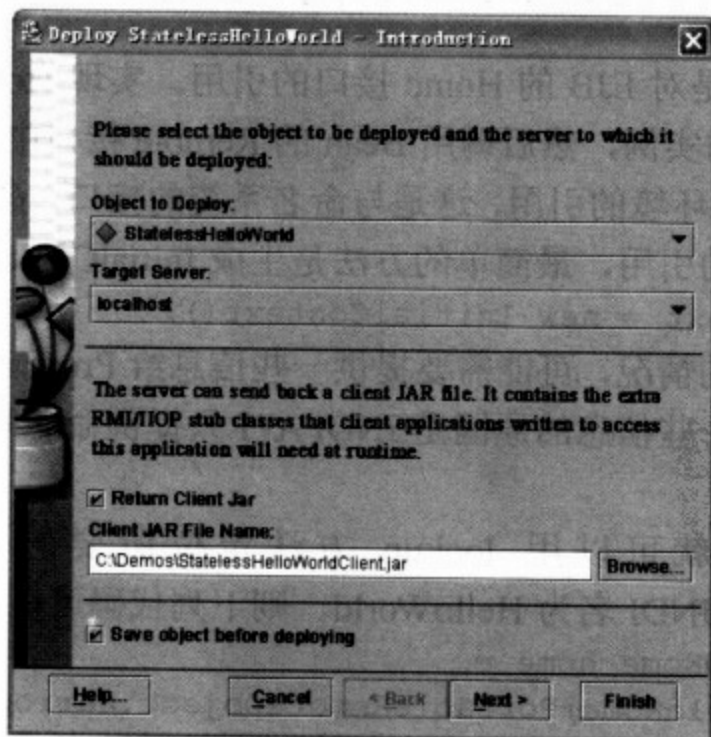 Deploy StatelessHelloWorld - Introduction
Please select the object to be deployed and the server to which it
should be deployed:
Object to Deploy:
StatelessHelloWorld
Target Server:
localhost
The server can send back a client JAR file. It contains the extra
RMI/IIOP stub classes that client applications written to access
this application will need at runtime.
Return Client Jar
Client JAR File Name:
C:\Demos\StatelessHelloWorldClient.jar
Browse...
Save object before deploying
Help...
Cancel
< Back
Next >
Finish